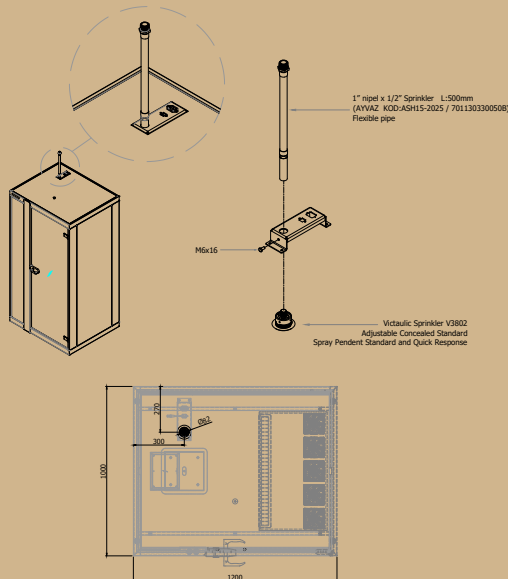 1" nipel x 1/2" Sprinkler L:500mm
(AYVAZ KOD:ASH15-2025 / 701130330050B)
Flexible pipe
M6x16
Victaulic Sprinkler V3802
Adjustable Concealed Standard
Spray Pendent Standard and Quick Response
270
Ø62
300
1000
1200